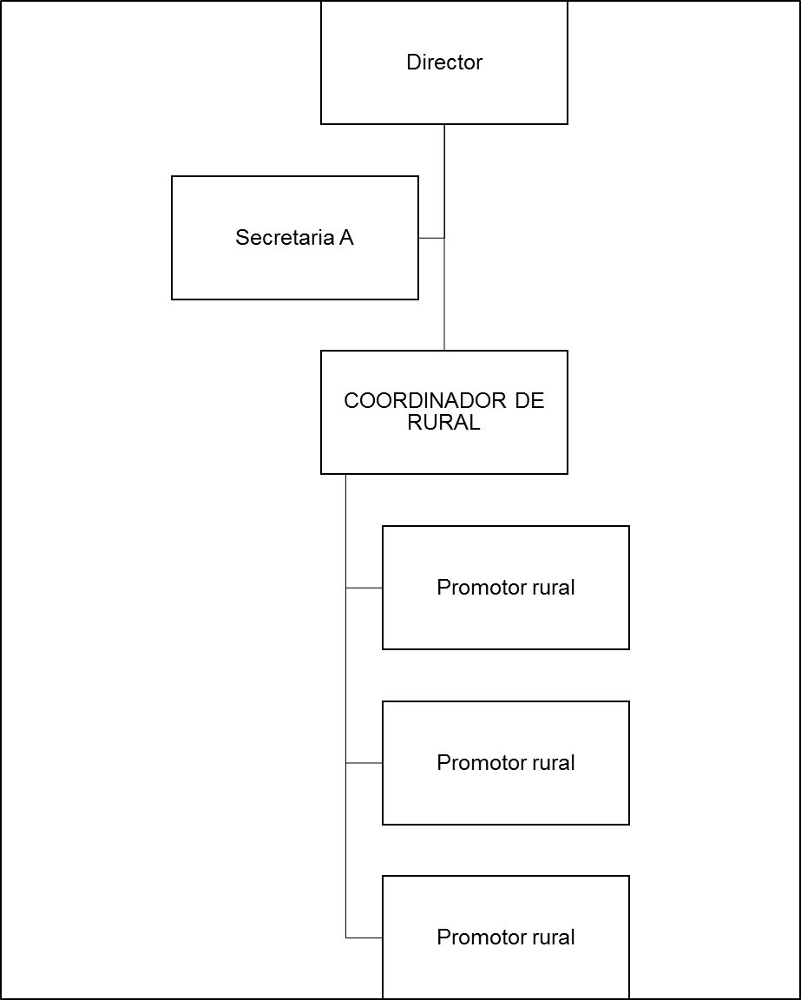 Director
Secretaria A
COORDINADOR DE
RURAL
Promotor rural
Promotor rural
Promotor rural